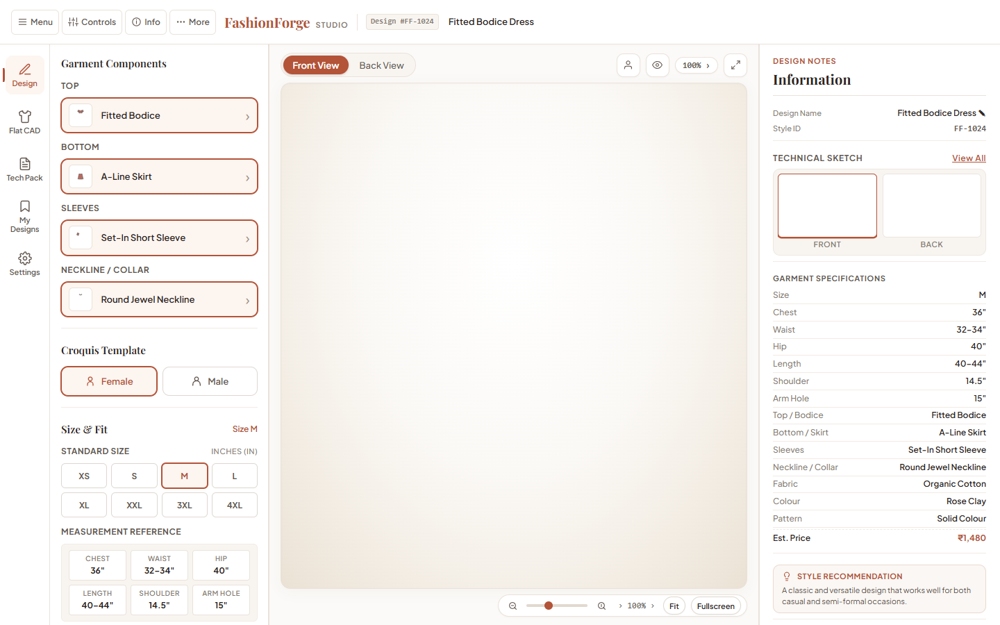 Menu
Controls
Info
More
FashionForge STUDIO
Design #FF-1024
Fitted Bodice Dress
Design
Flat CAD
Tech Pack
My Designs
Settings
Garment Components
TOP
Fitted Bodice
BOTTOM
A-Line Skirt
SLEEVES
Set-In Short Sleeve
NECKLINE / COLLAR
Round Jewel Neckline
Croquis Template
Female
Male
Size & Fit
Size M
STANDARD SIZE
INCHES (IN)
XS
S
M
L
XL
XXL
3XL
4XL
MEASUREMENT REFERENCE
CHEST
36"
WAIST
32–34"
HIP
40"
LENGTH
40–44"
SHOULDER
14.5"
ARM HOLE
15"
Front View
Back View
100% ›
› 100% ›
Fit
Fullscreen
DESIGN NOTES
Information
Design Name
Fitted Bodice Dress
Style ID
FF-1024
TECHNICAL SKETCH
View All
FRONT
BACK
GARMENT SPECIFICATIONS
Size
M
Chest
36"
Waist
32–34"
Hip
40"
Length
40–44"
Shoulder
14.5"
Arm Hole
15"
Top / Bodice
Fitted Bodice
Bottom / Skirt
A-Line Skirt
Sleeves
Set-In Short Sleeve
Neckline / Collar
Round Jewel Neckline
Fabric
Organic Cotton
Colour
Rose Clay
Pattern
Solid Colour
Est. Price
₹1,480
STYLE RECOMMENDATION
A classic and versatile design that works well for both
casual and semi-formal occasions.